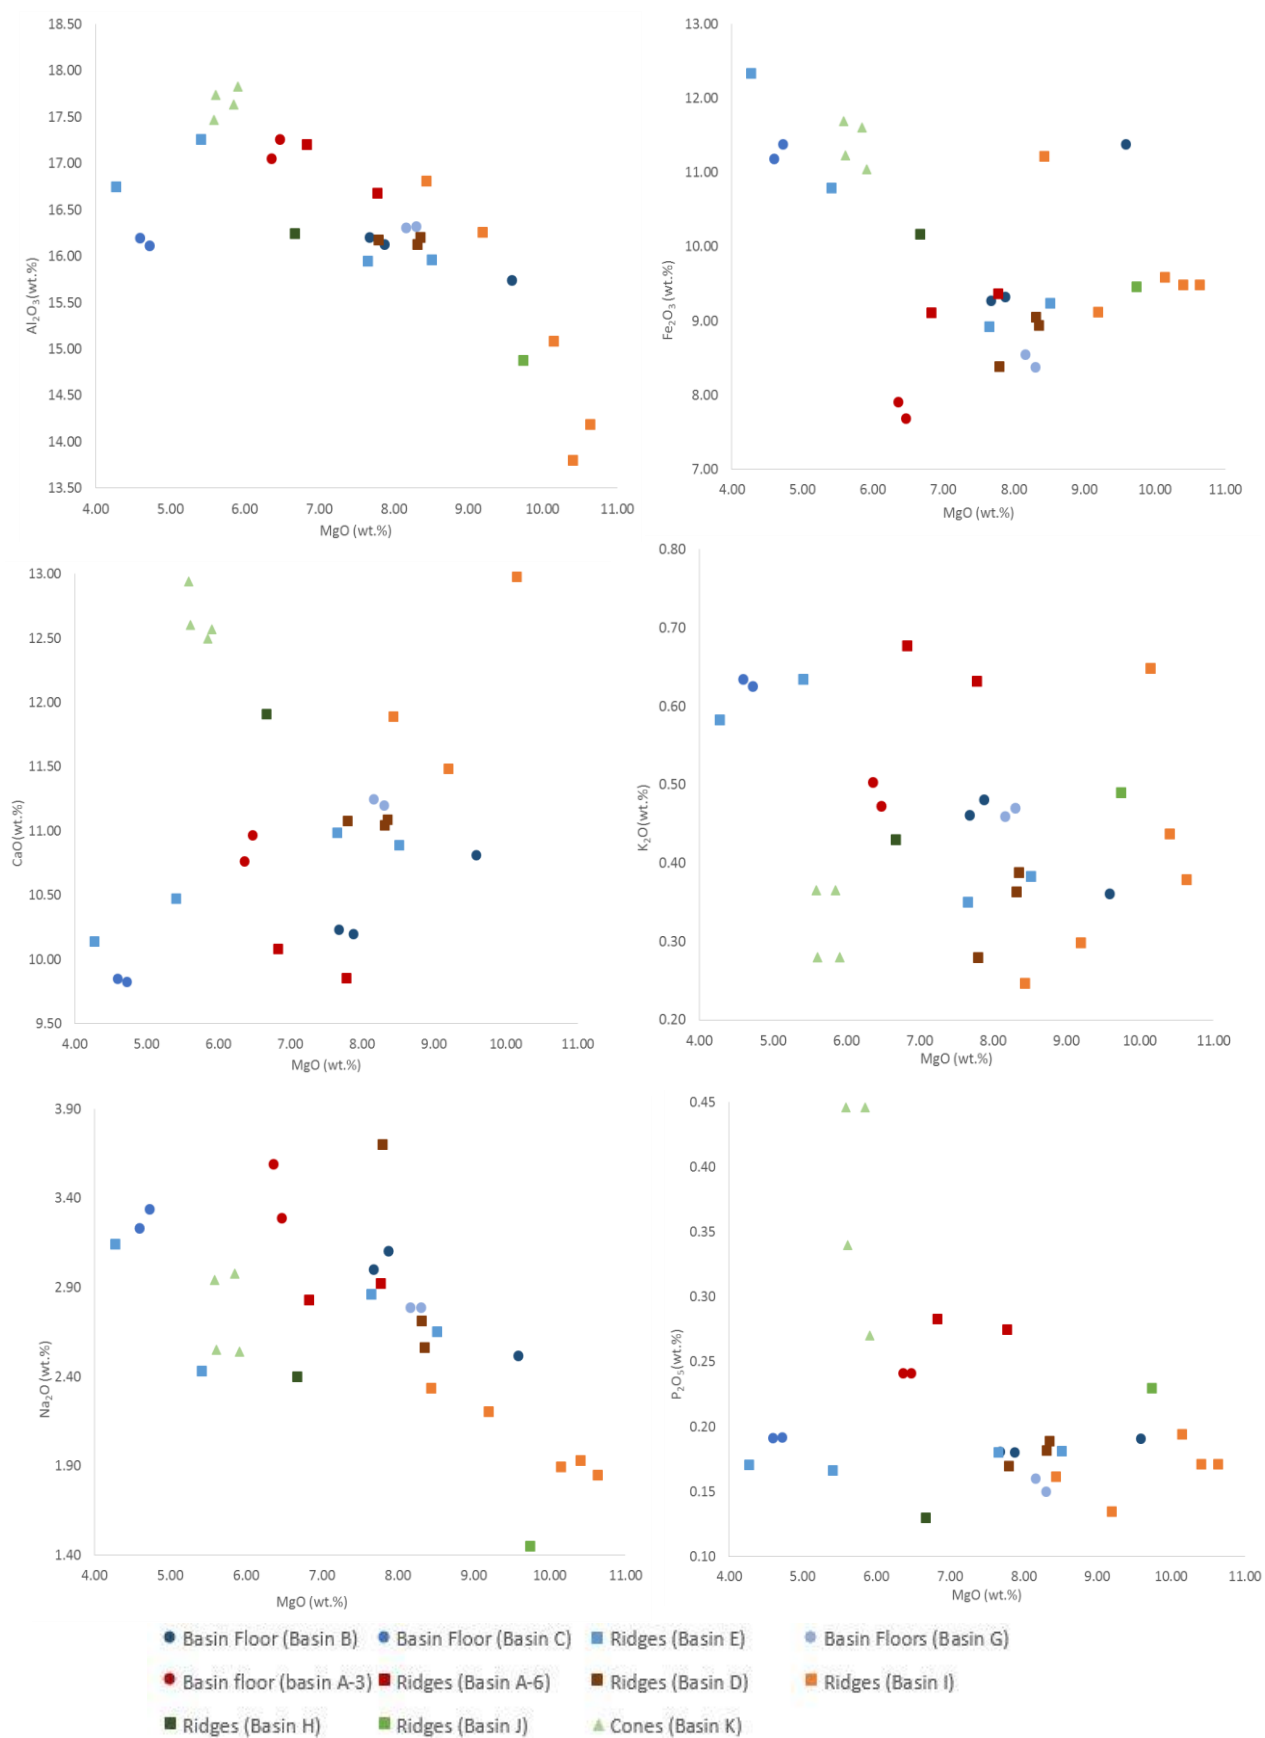 18.50
18.00
17.50
17.00
16.50
16.00
15.50
15.00
14.50
14.00
13.50
Al₂O₃(wt.%)
4.00 5.00 6.00 7.00 8.00 9.00 10.00 11.00
MgO (wt.%)
13.00
12.00
11.00
10.00
9.00
8.00
7.00
Fe₂O₃(wt.%)
4.00 5.00 6.00 7.00 8.00 9.00 10.00 11.00
MgO (wt.%)
13.00
12.50
12.00
11.50
11.00
10.50
10.00
9.50
CaO(wt.%)
4.00 5.00 6.00 7.00 8.00 9.00 10.00 11.00
MgO (wt.%)
0.80
0.70
0.60
0.50
0.40
0.30
0.20
K₂O(wt.%)
4.00 5.00 6.00 7.00 8.00 9.00 10.00 11.00
MgO (wt.%)
3.90
3.40
2.90
2.40
1.90
1.40
Na₂O (wt.%)
4.00 5.00 6.00 7.00 8.00 9.00 10.00 11.00
MgO (wt.%)
0.45
0.40
0.35
0.30
0.25
0.20
0.15
0.10
P₂O₅(wt.%)
4.00 5.00 6.00 7.00 8.00 9.00 10.00 11.00
MgO (wt.%)
Basin Floor (Basin B) Basin Floor (Basin C) Ridges (Basin E) Basin Floors (Basin G)
Basin floor (basin A-3) Ridges (Basin A-6) Ridges (Basin D) Ridges (Basin I)
Ridges (Basin H) Ridges (Basin J) Cones (Basin K)